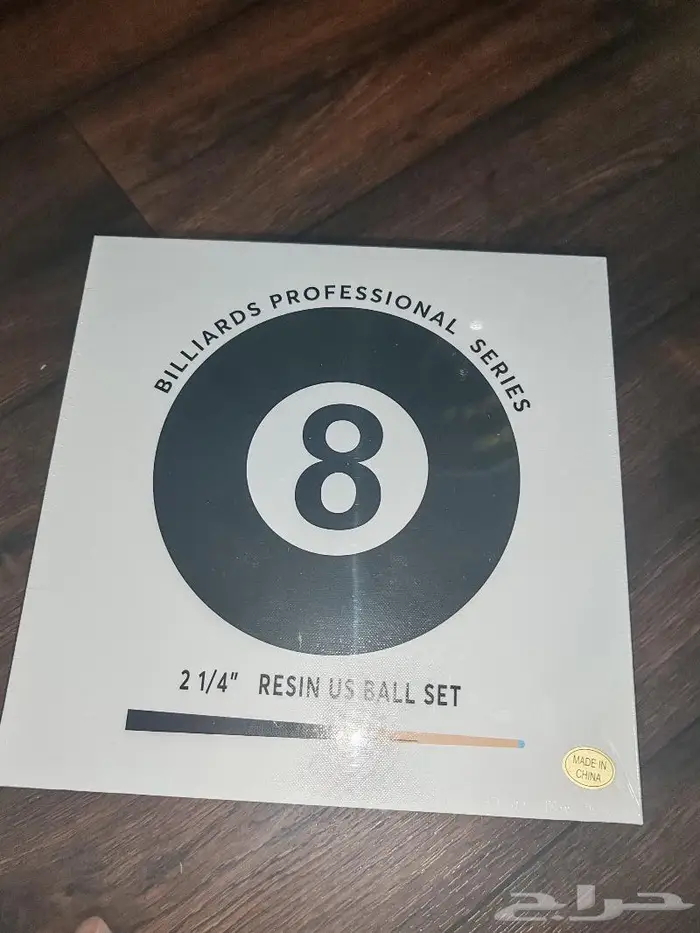 BILLIARDS PROFESSIONAL SERIES
8
2 1/4" RESIN US BALL SET
MADE IN
CHINA
حراج